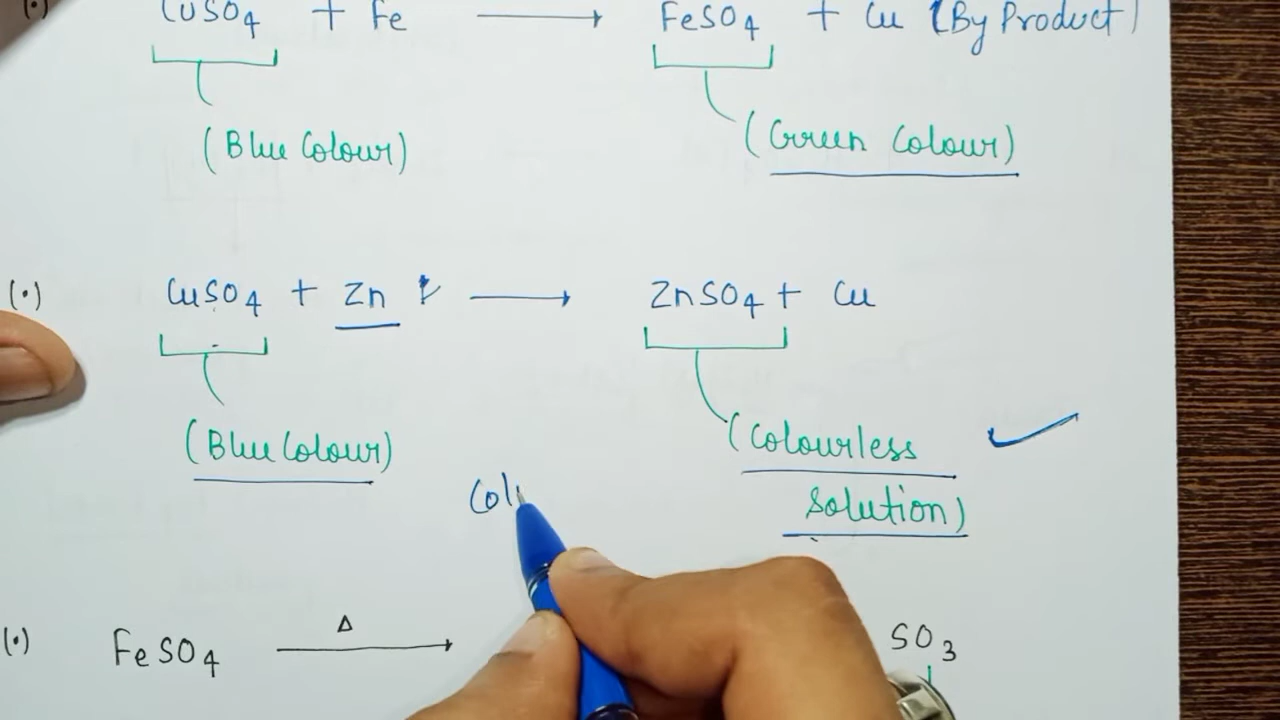 (•) CuSO4 + Fe → FeSO4 + Cu (By Product)
(Blue Colour) (Green Colour)
(•) CuSO4 + Zn → ZnSO4 + Cu
(Blue Colour) (Colourless
Solution)
Col
(•) FeSO4 Δ → SO3